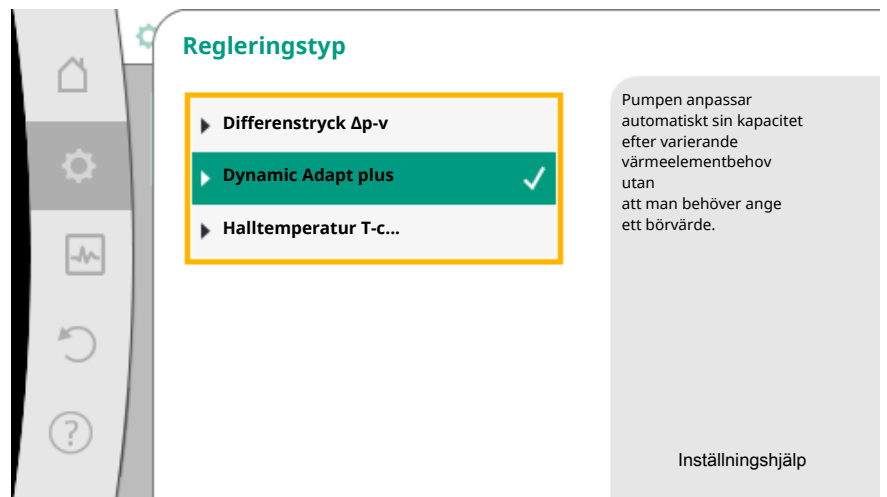 Regleringstyp
Differenstryck Δp-v
Dynamic Adapt plus
Halltemperatur T-c...
Pumpen anpassar
automatiskt sin kapacitet
efter varierande
värmeelementbehov
utan
att man behöver ange
ett börvärde.
Inställningshjälp